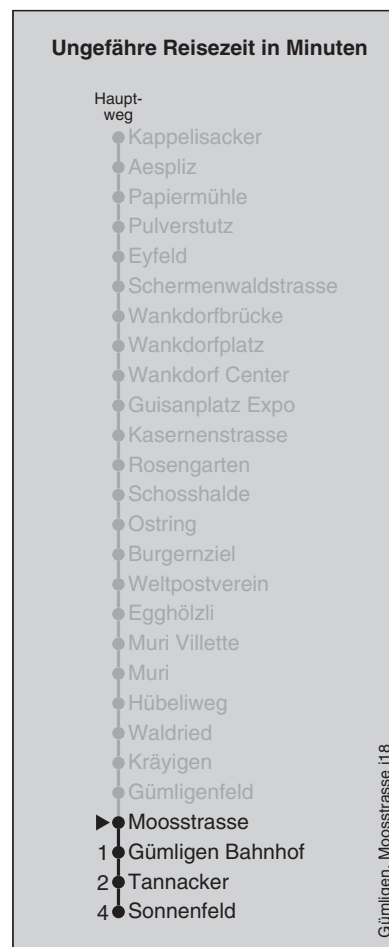 Ungefähre Reisezeit in Minuten
Haupt-
weg
Kappelisacker
Aespliz
Papiermühle
Pulverstutz
Eyfeld
Schermenwaldstrasse
Wankdorfbrücke
Wankdorfplatz
Wankdorf Center
Guisanplatz Expo
Kasernenstrasse
Rosengarten
Schosshalde
Ostring
Burgernziel
Weltpostverein
Egghölzli
Muri Villette
Muri
Hübeliweg
Waldried
Kräyigen
Gümligenfeld
Moosstrasse
1 Gümligen Bahnhof
2 Tannacker
4 Sonnenfeld
Gümligen, Moosstrasse j18